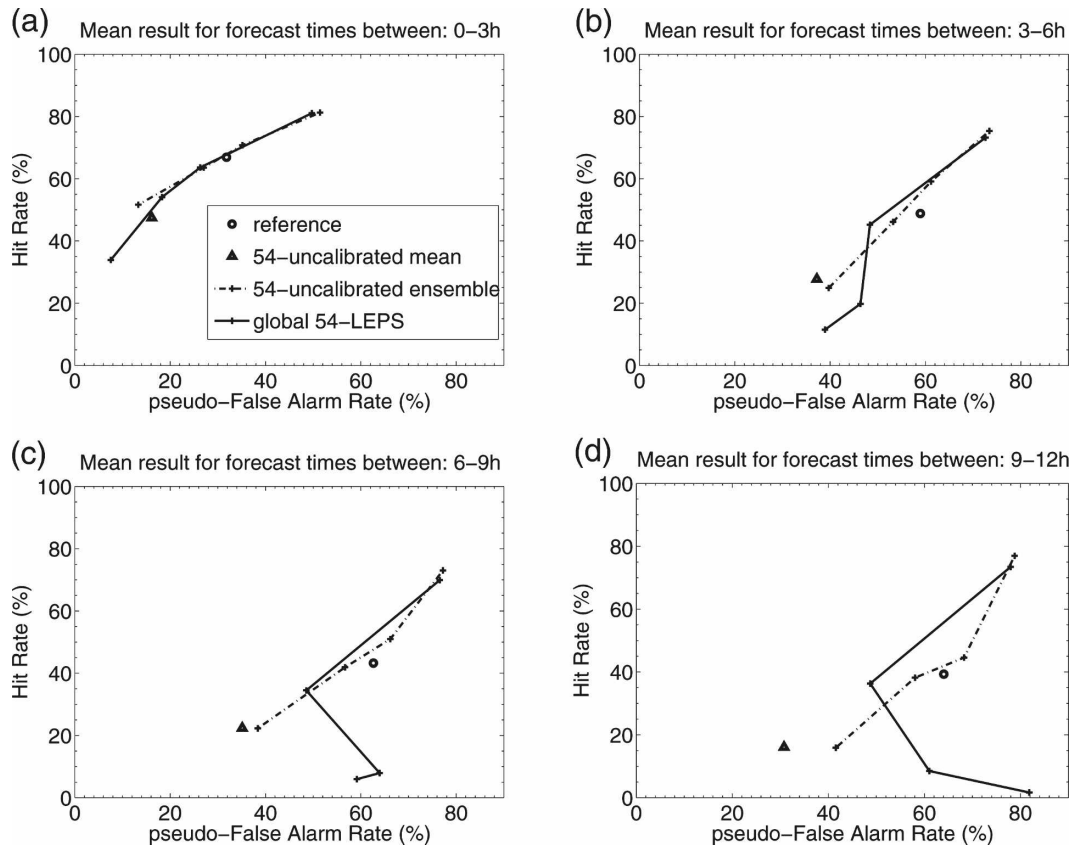 (a)
Mean result for forecast times between: 0−3h
100
80
60
40
20
0
Hit Rate (%)
reference
54−uncalibrated mean
54−uncalibrated ensemble
global 54−LEPS
0 20 40 60 80
pseudo−False Alarm Rate (%)
(b)
Mean result for forecast times between: 3−6h
100
80
60
40
20
0
Hit Rate (%)
0 20 40 60 80
pseudo−False Alarm Rate (%)
(c)
Mean result for forecast times between: 6−9h
100
80
60
40
20
0
Hit Rate (%)
0 20 40 60 80
pseudo−False Alarm Rate (%)
(d)
Mean result for forecast times between: 9−12h
100
80
60
40
20
0
Hit Rate (%)
0 20 40 60 80
pseudo−False Alarm Rate (%)